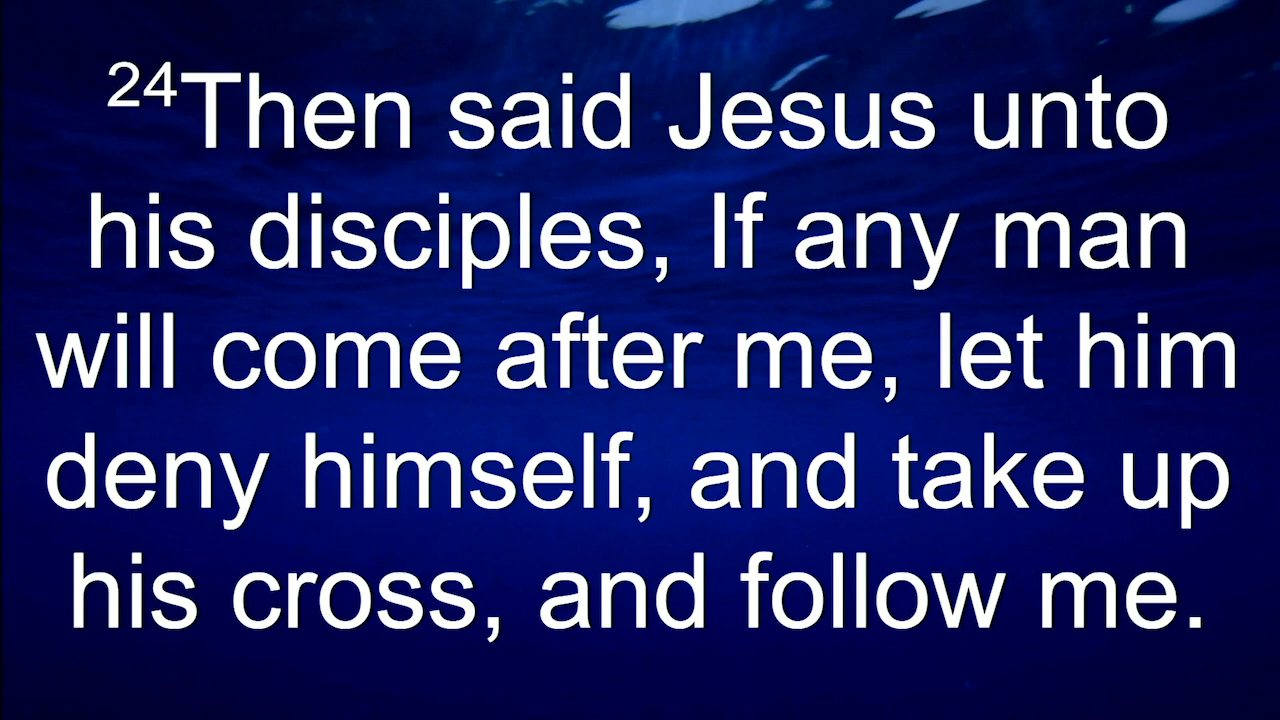 24Then said Jesus unto
his disciples, If any man
will come after me, let him
deny himself, and take up
his cross, and follow me.